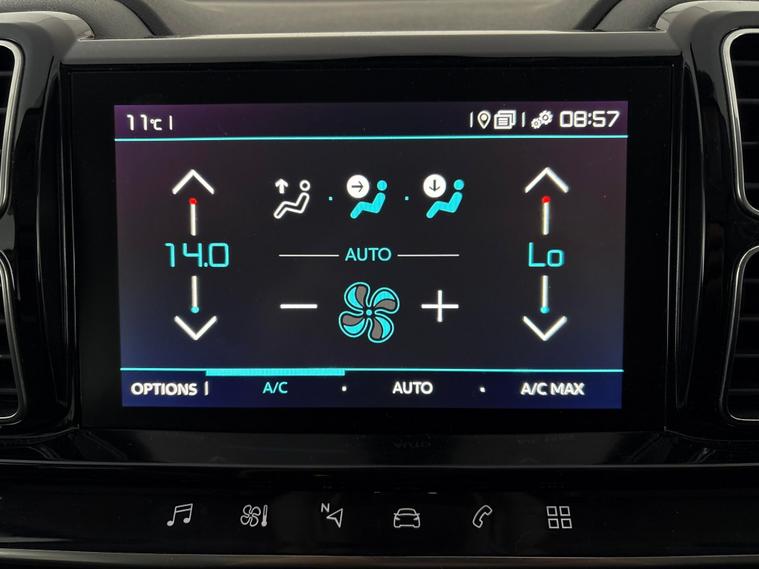 11°C
08:57
14.0
AUTO
Lo
OPTIONS
A/C
AUTO
A/C MAX
N